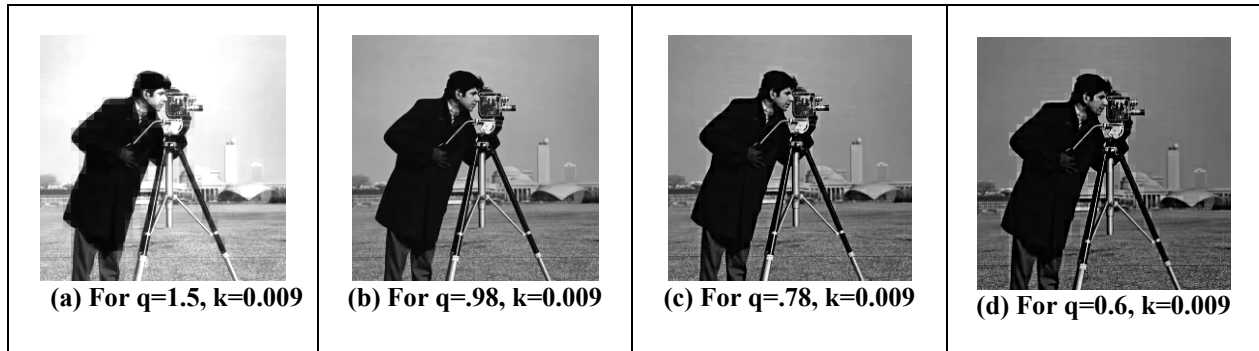 (a) For q=1.5, k=0.009
(b) For q=.98, k=0.009
(c) For q=.78, k=0.009
(d) For q=0.6, k=0.009